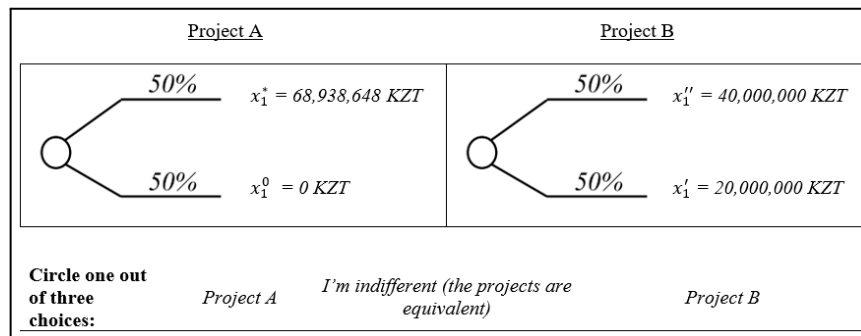 Project A
Project B
50%
x₁* = 68,938,648 KZT
50%
x₁⁰ = 0 KZT
50%
x₁′′ = 40,000,000 KZT
50%
x₁′ = 20,000,000 KZT
Circle one out
of three
choices:
Project A
I’m indifferent (the projects are
equivalent)
Project B